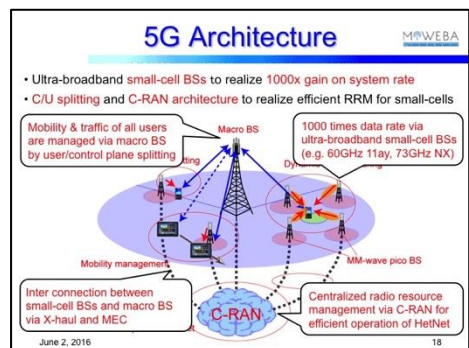 5G Architecture
MiWEBA
• Ultra-broadband small-cell BSs to realize 1000x gain on system rate
• C/U splitting and C-RAN architecture to realize efficient RRM for small-cells
Mobility & traffic of all users
are managed via macro BS
by user/control plane splitting
Macro BS
1000 times data rate via
ultra-broadband small-cell BSs
(e.g. 60GHz 11ay, 73GHz NX)
Mobility management
MM-wave pico BS
Inter connection between
small-cell BSs and macro BS
via X-haul and MEC
C-RAN
Centralized radio resource
management via C-RAN for
efficient operation of HetNet
June 2, 2016
18